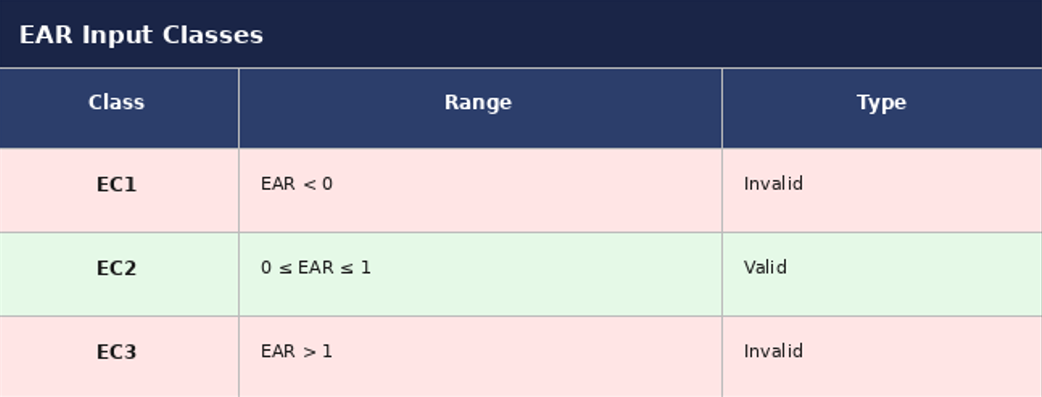 EAR Input Classes
Class Range Type
EC1 EAR < 0 Invalid
EC2 0 ≤ EAR ≤ 1 Valid
EC3 EAR > 1 Invalid